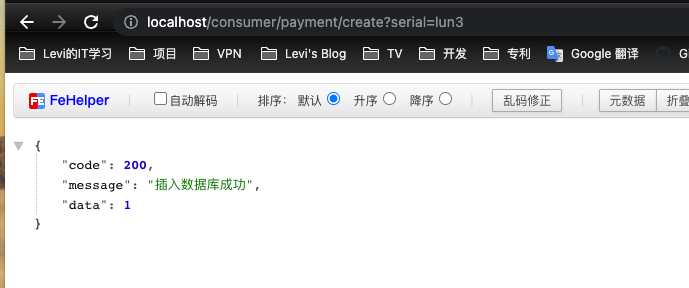 localhost/consumer/payment/create?serial=lun3
Levi的IT学习 项目 VPN Levi's Blog TV 开发 专利 Google 翻译 G
FE FeHelper 自动解码 排序： 默认 升序 降序 乱码修正 元数据 折叠
{
"code": 200,
"message": "插入数据库成功",
"data": 1
}